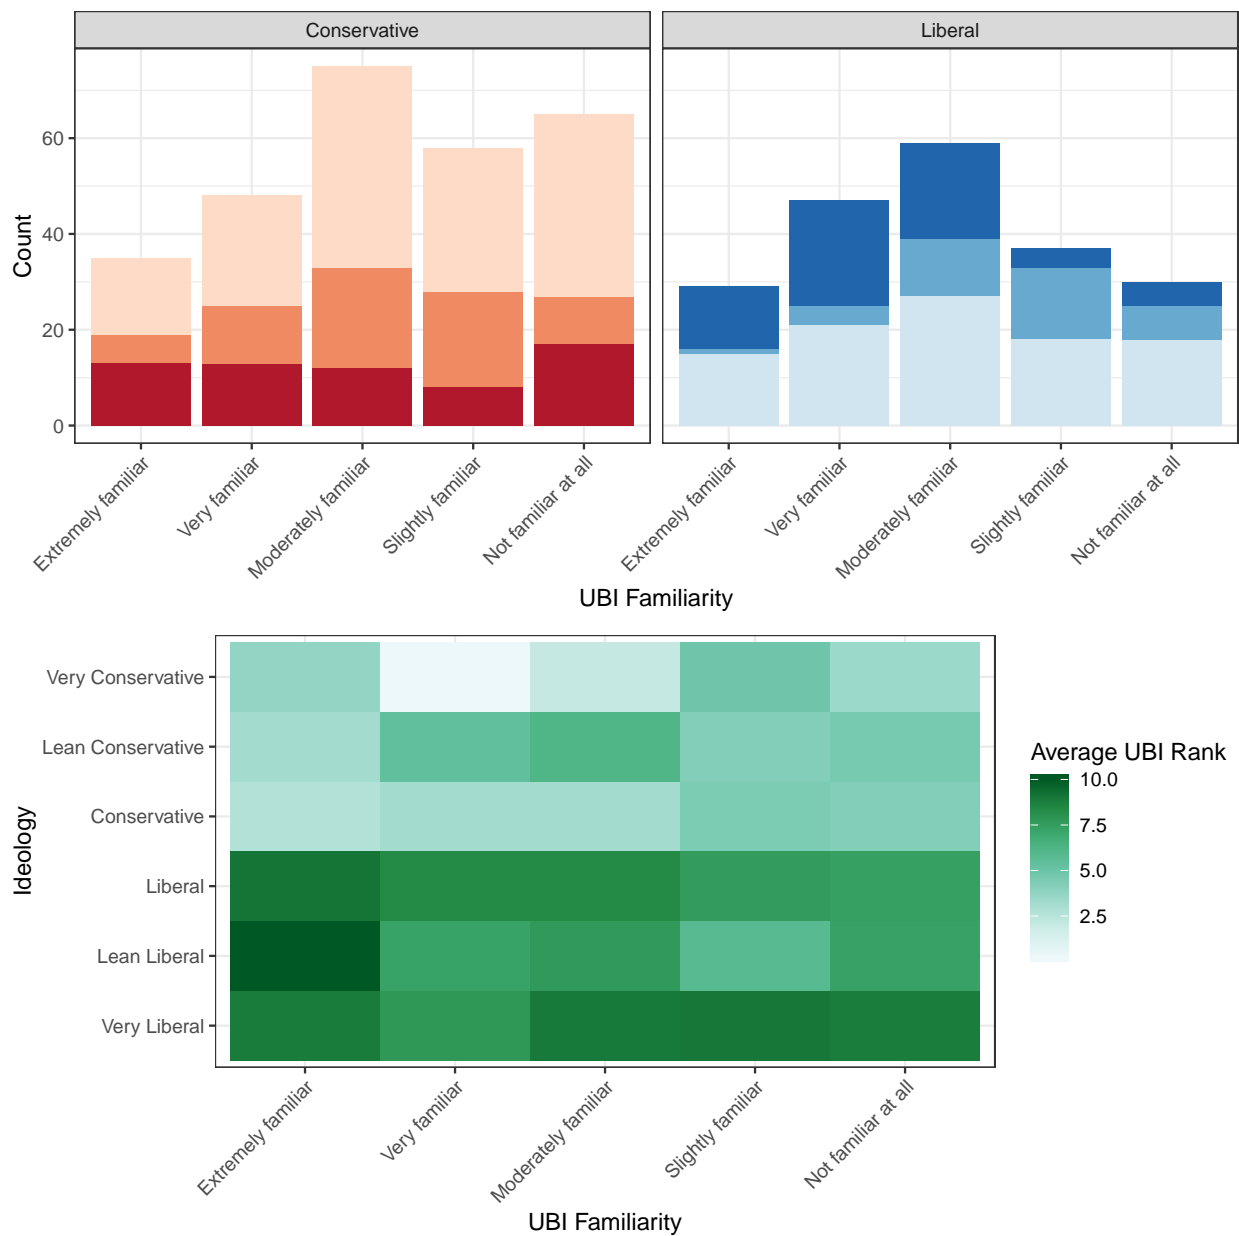 Conservative
Liberal
Count
60
40
20
0
Extremely familiar
Very familiar
Moderately familiar
Slightly familiar
Not familiar at all
Extremely familiar
Very familiar
Moderately familiar
Slightly familiar
Not familiar at all
UBI Familiarity
Ideology
Very Conservative
Lean Conservative
Conservative
Liberal
Lean Liberal
Very Liberal
Extremely familiar
Very familiar
Moderately familiar
Slightly familiar
Not familiar at all
UBI Familiarity
Average UBI Rank
10.0
7.5
5.0
2.5